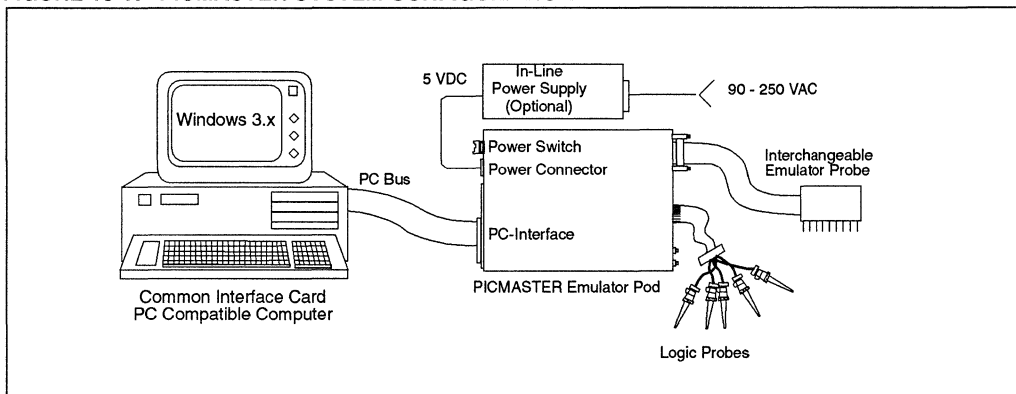 In-Line
Power Supply
(Optional)
5 VDC
90 - 250 VAC
Windows 3.x
Power Switch
Power Connector
Interchangeable
Emulator Probe
PC Bus
PC-Interface
PICMASTER Emulator Pod
Common Interface Card
PC Compatible Computer
Logic Probes